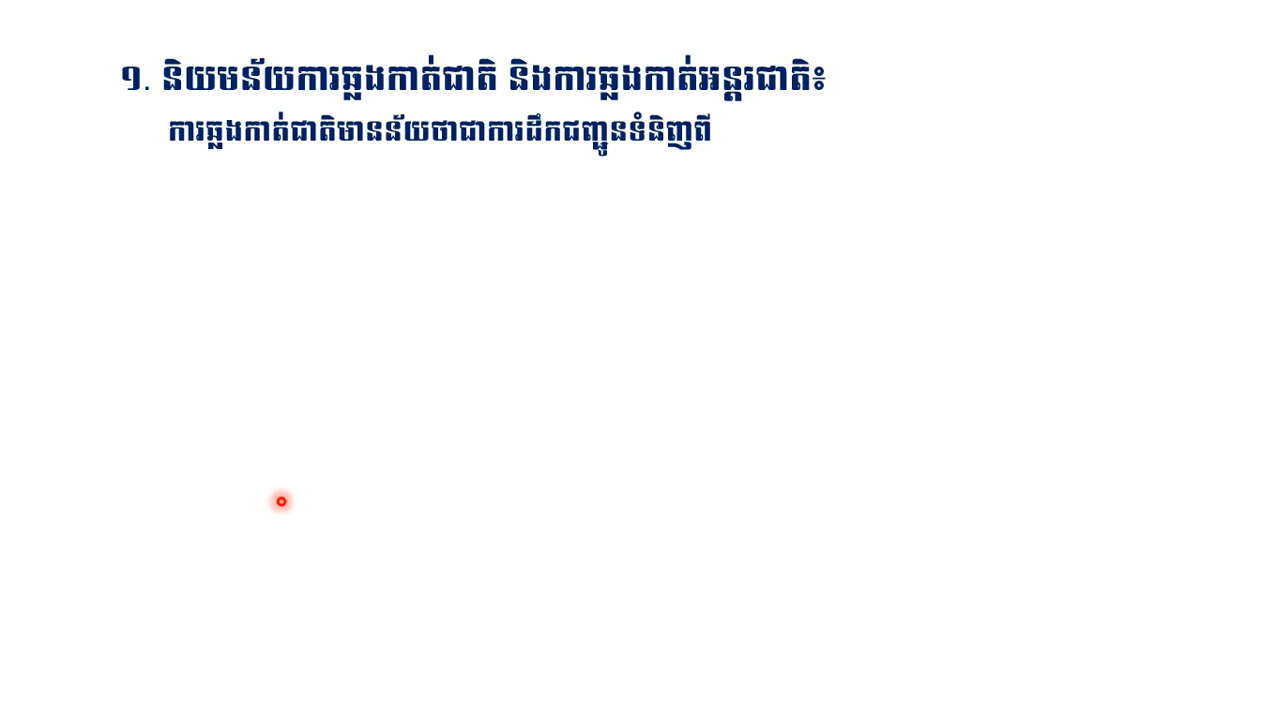 ១. និយមន័យការឆ្លងកាត់ជាតិ និងការឆ្លងកាត់អន្តរជាតិ៖
ការឆ្លងកាត់ជាតិមានន័យថាជាការដឹកជញ្ជូនទំនិញពី